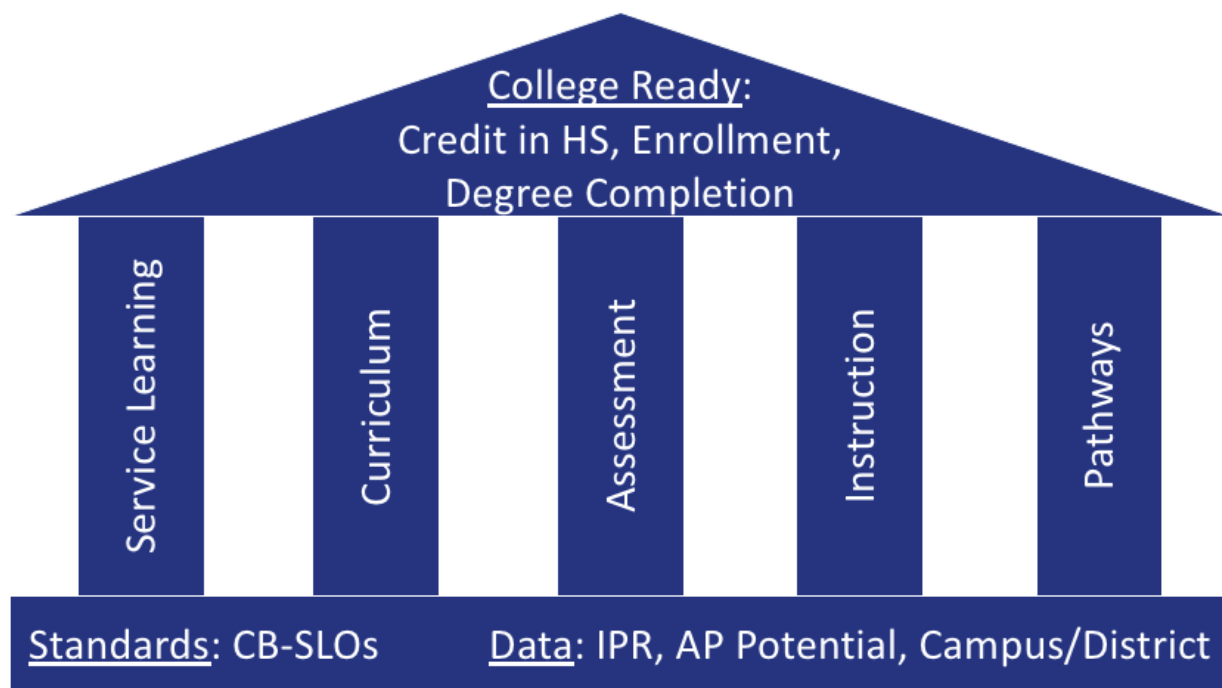 College Ready:
Credit in HS, Enrollment,
Degree Completion
Service Learning
Curriculum
Assessment
Instruction
Pathways
Standards: CB-SLOs
Data: IPR, AP Potential, Campus/District